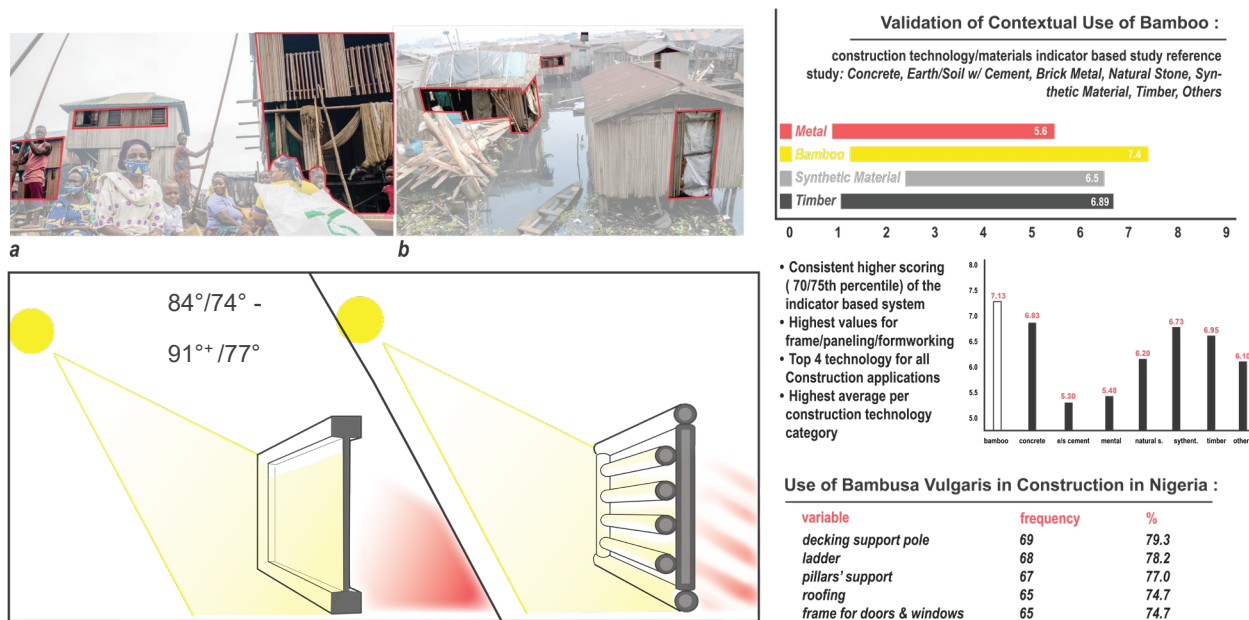 a
b
84°/74° -
91°⁺ /77°
Validation of Contextual Use of Bamboo :
construction technology/materials indicator based study reference
study: Concrete, Earth/Soil w/ Cement, Brick Metal, Natural Stone, Syn-
thetic Material, Timber, Others
Metal 5.6
Bamboo 7.4
Synthetic Material 6.5
Timber 6.89
0 1 2 3 4 5 6 7 8 9
• Consistent higher scoring
( 70/75th percentile) of the
indicator based system
• Highest values for
frame/paneling/formworking
• Top 4 technology for all
Construction applications
• Highest average per
construction technology
category
8.0
7.5
7.0
6.5
6.0
5.5
5.0
7.13 6.83 5.30 5.48 6.20 6.73 6.95 6.10
bamboo concrete e/s cement mental natural s. sythent. timber other
Use of Bambusa Vulgaris in Construction in Nigeria :
variable frequency %
decking support pole 69 79.3
ladder 68 78.2
pillars' support 67 77.0
roofing 65 74.7
frame for doors & windows 65 74.7